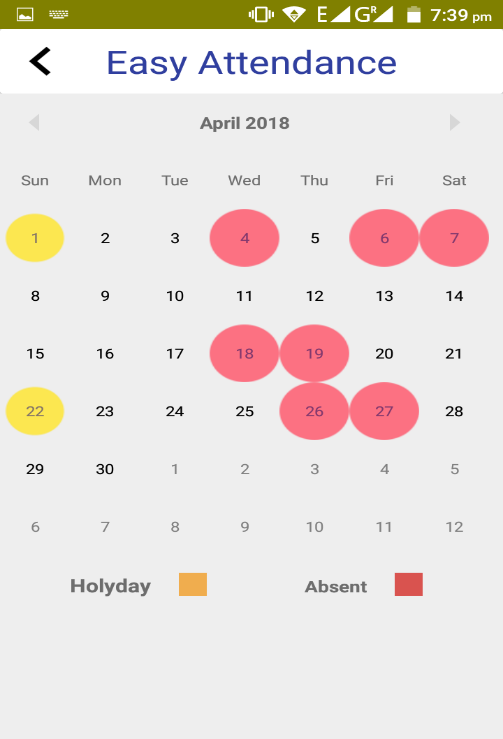 E GR 7:39 pm
Easy Attendance
April 2018
Sun Mon Tue Wed Thu Fri Sat
1 2 3 4 5 6 7
8 9 10 11 12 13 14
15 16 17 18 19 20 21
22 23 24 25 26 27 28
29 30 1 2 3 4 5
6 7 8 9 10 11 12
Holyday Absent